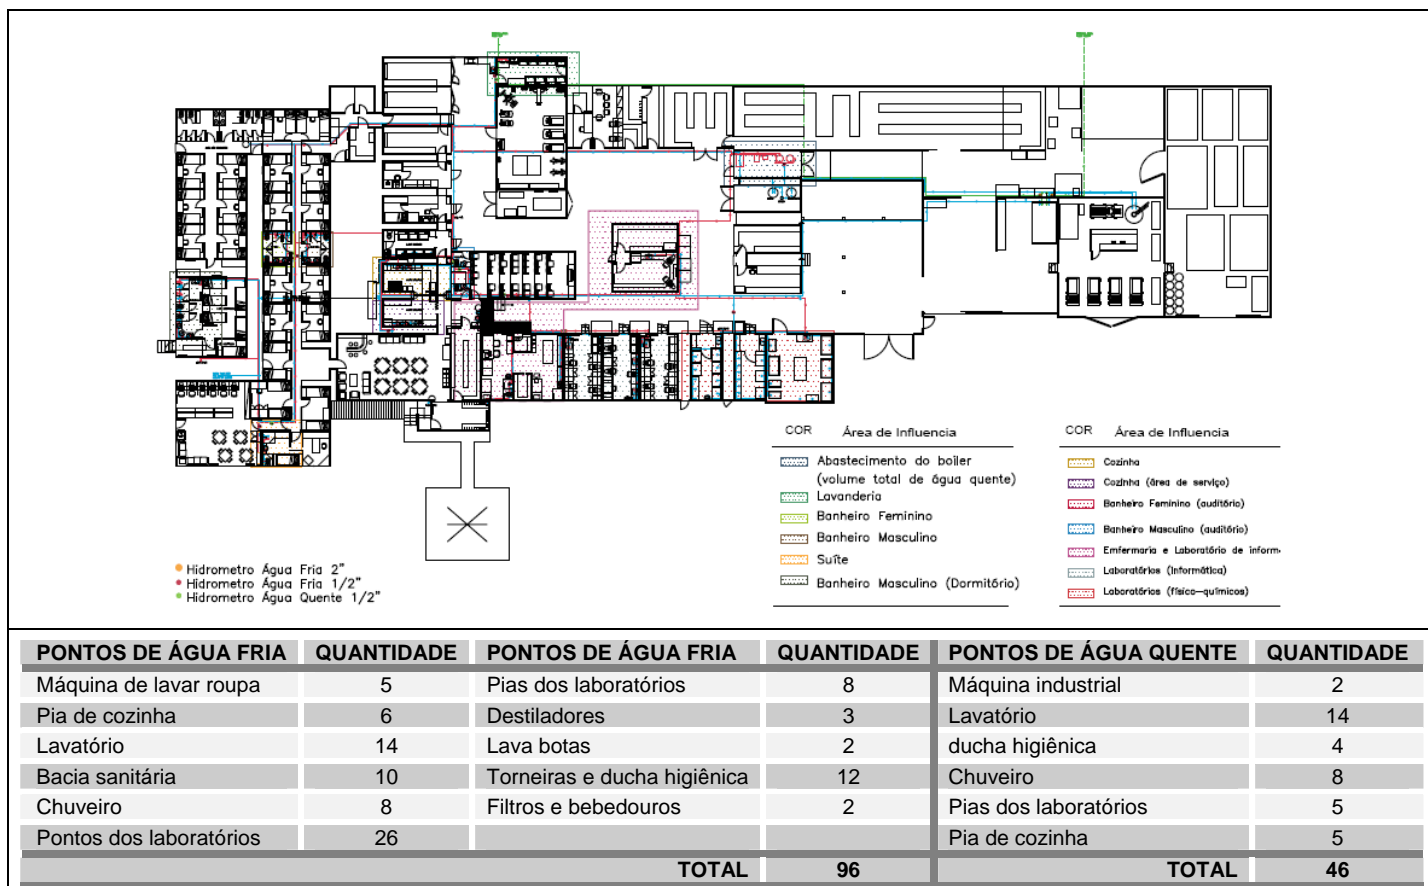 COR Área de Influencia
Abastecimento do boiler
(volume total de água quente)
Lavanderia
Banheiro Feminino
Banheiro Masculino
Suíte
Banheiro Masculino (Dormitório)
COR Área de Influencia
Cozinha
Cozinha (área de serviço)
Banheiro Feminino (auditório)
Banheiro Masculino (auditório)
Emfermaria e Laboratório de inform
Laboratórios (informática)
Laboratórios (físico-químicos)
Hidrometro Água Fria 2"
Hidrometro Água Fria 1/2"
Hidrometro Água Quente 1/2"
PONTOS DE ÁGUA FRIA QUANTIDADE PONTOS DE ÁGUA FRIA QUANTIDADE PONTOS DE ÁGUA QUENTE QUANTIDADE
Máquina de lavar roupa 5 Pias dos laboratórios 8 Máquina industrial 2
Pia de cozinha 6 Destiladores 3 Lavatório 14
Lavatório 14 Lava botas 2 ducha higiênica 4
Bacia sanitária 10 Torneiras e ducha higiênica 12 Chuveiro 8
Chuveiro 8 Filtros e bebedouros 2 Pias dos laboratórios 5
Pontos dos laboratórios 26 Pia de cozinha 5
TOTAL 96 TOTAL 46